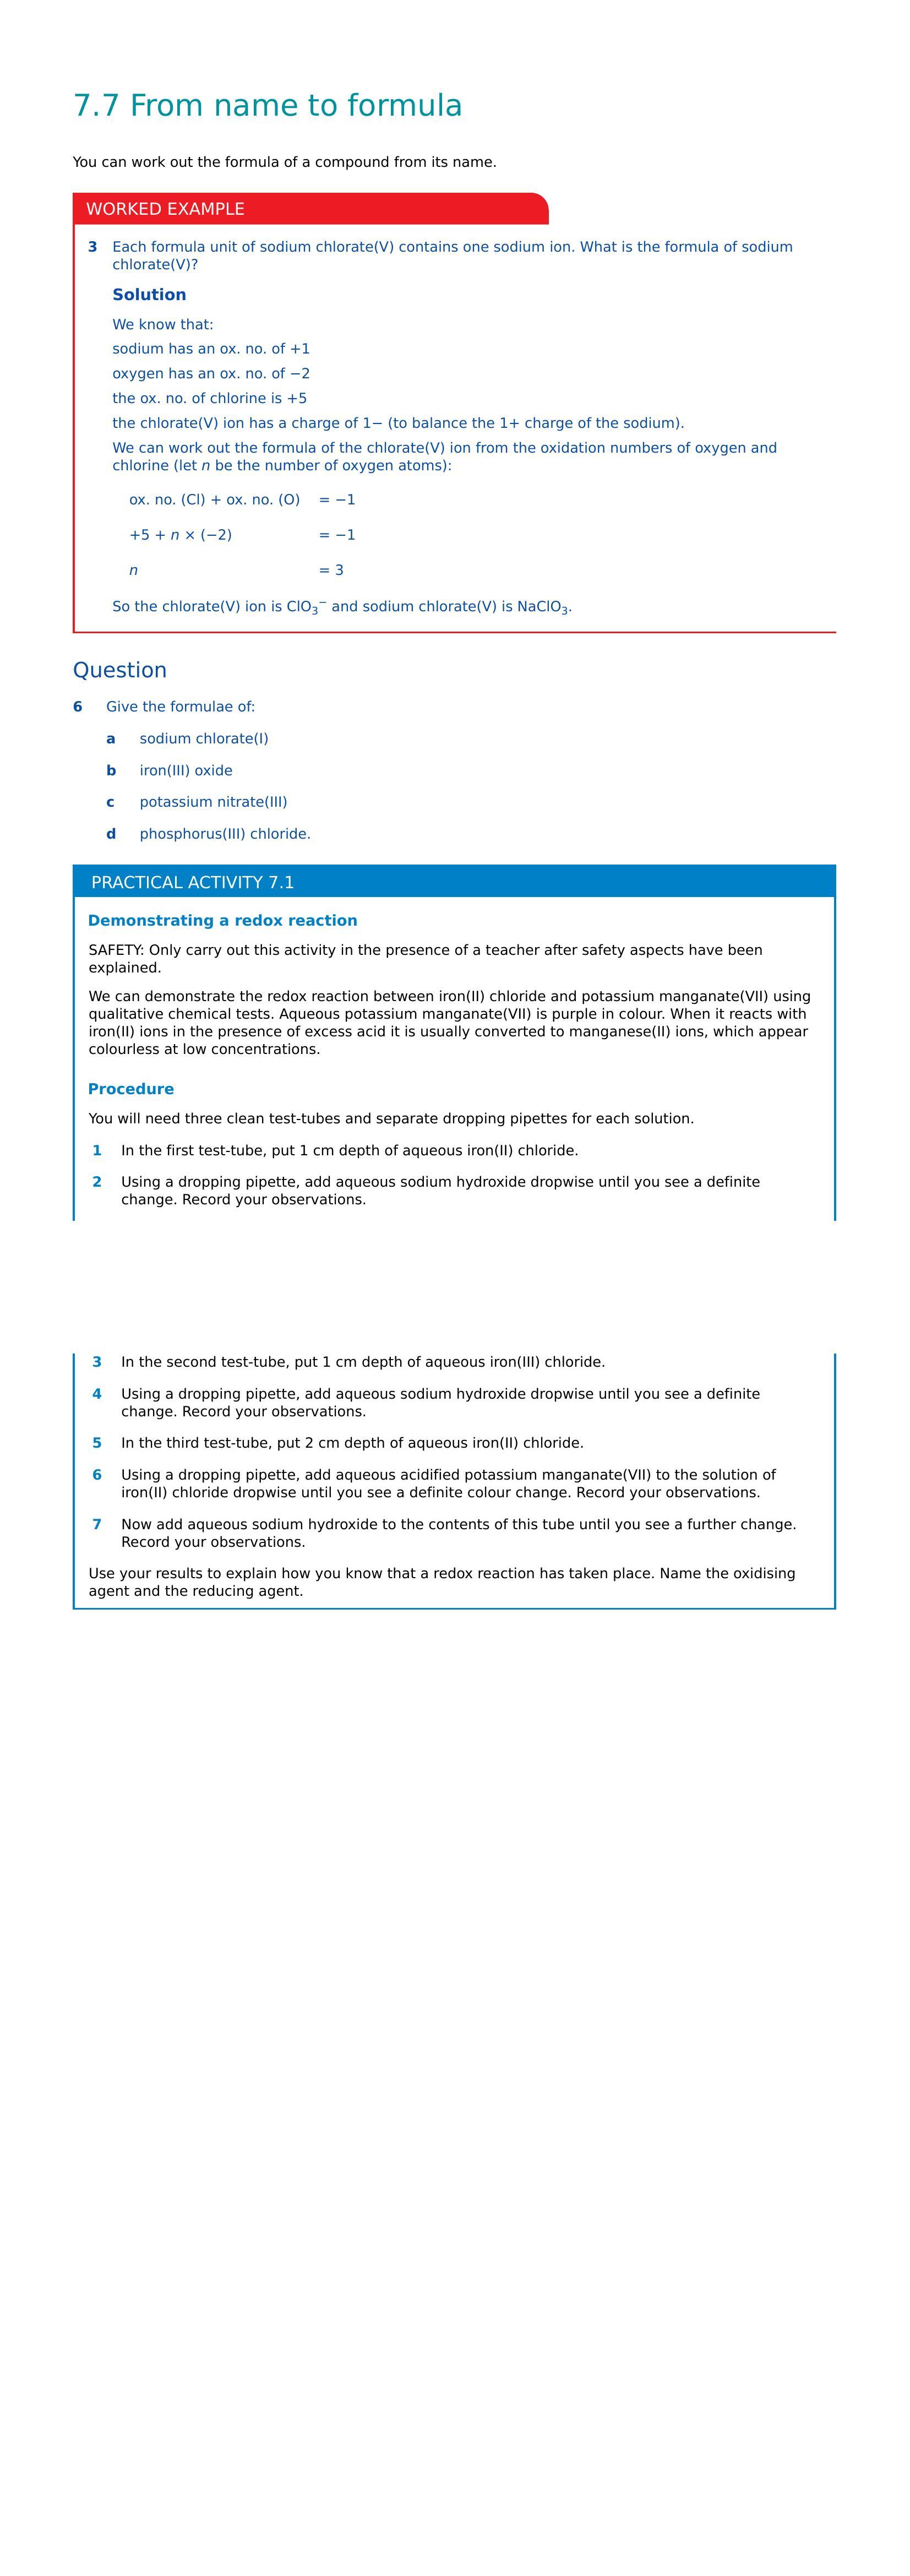 7.7 From name to formula
You can work out the formula of a compound from its name.
WORKED EXAMPLE
3 Each formula unit of sodium chlorate(V) contains one sodium ion. What is the formula of sodium
chlorate(V)?
Solution
We know that:
sodium has an ox. no. of +1
oxygen has an ox. no. of −2
the ox. no. of chlorine is +5
the chlorate(V) ion has a charge of 1− (to balance the 1+ charge of the sodium).
We can work out the formula of the chlorate(V) ion from the oxidation numbers of oxygen and
chlorine (let n be the number of oxygen atoms):
ox. no. (Cl) + ox. no. (O) = −1
+5 + n × (−2) = −1
n = 3
So the chlorate(V) ion is ClO₃⁻ and sodium chlorate(V) is NaClO₃.
Question
6 Give the formulae of:
a sodium chlorate(I)
b iron(III) oxide
c potassium nitrate(III)
d phosphorus(III) chloride.
PRACTICAL ACTIVITY 7.1
Demonstrating a redox reaction
SAFETY: Only carry out this activity in the presence of a teacher after safety aspects have been
explained.
We can demonstrate the redox reaction between iron(II) chloride and potassium manganate(VII) using
qualitative chemical tests. Aqueous potassium manganate(VII) is purple in colour. When it reacts with
iron(II) ions in the presence of excess acid it is usually converted to manganese(II) ions, which appear
colourless at low concentrations.
Procedure
You will need three clean test-tubes and separate dropping pipettes for each solution.
1 In the first test-tube, put 1 cm depth of aqueous iron(II) chloride.
2 Using a dropping pipette, add aqueous sodium hydroxide dropwise until you see a definite
change. Record your observations.
3 In the second test-tube, put 1 cm depth of aqueous iron(III) chloride.
4 Using a dropping pipette, add aqueous sodium hydroxide dropwise until you see a definite
change. Record your observations.
5 In the third test-tube, put 2 cm depth of aqueous iron(II) chloride.
6 Using a dropping pipette, add aqueous acidified potassium manganate(VII) to the solution of
iron(II) chloride dropwise until you see a definite colour change. Record your observations.
7 Now add aqueous sodium hydroxide to the contents of this tube until you see a further change.
Record your observations.
Use your results to explain how you know that a redox reaction has taken place. Name the oxidising
agent and the reducing agent.